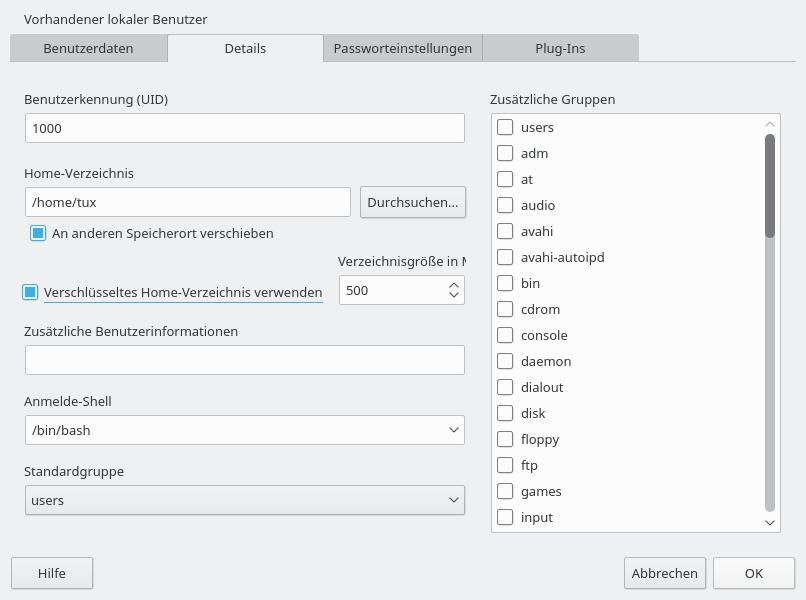 Vorhandener lokaler Benutzer
Benutzerdaten
Details
Passworteinstellungen
Plug-Ins
Benutzerkennung (UID)
1000
Home-Verzeichnis
/home/tux
Durchsuchen...
An anderen Speicherort verschieben
Verzeichnisgröße in
Verschlüsseltes Home-Verzeichnis verwenden
500
Zusätzliche Benutzerinformationen
Anmelde-Shell
/bin/bash
Standardgruppe
users
Zusätzliche Gruppen
users
adm
at
audio
avahi
avahi-autoipd
bin
cdrom
console
daemon
dialout
disk
floppy
ftp
games
input
Hilfe
Abbrechen
OK